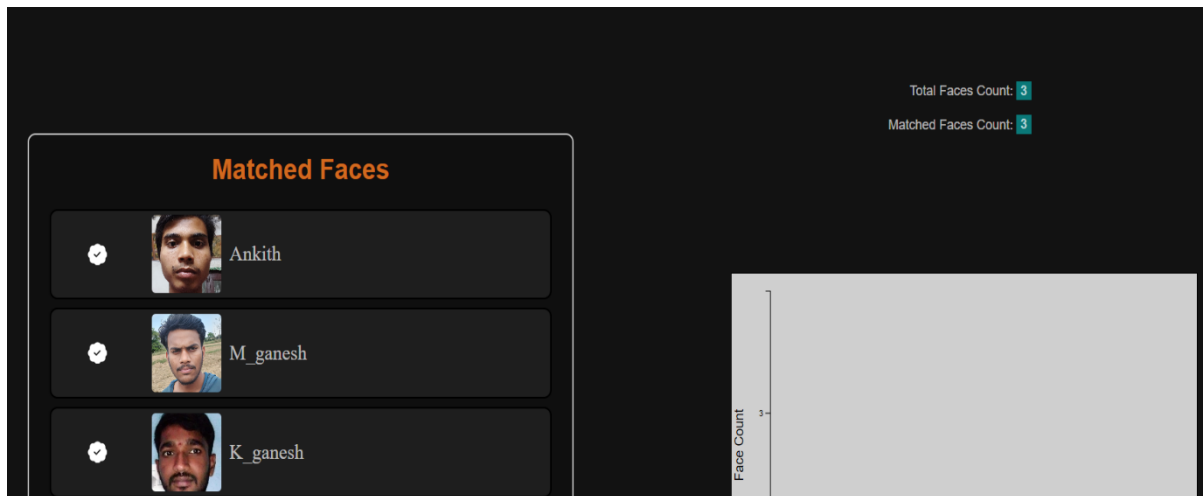 Total Faces Count: 3
Matched Faces Count: 3
Matched Faces
Ankith
M_ganesh
K_ganesh
Face Count
3